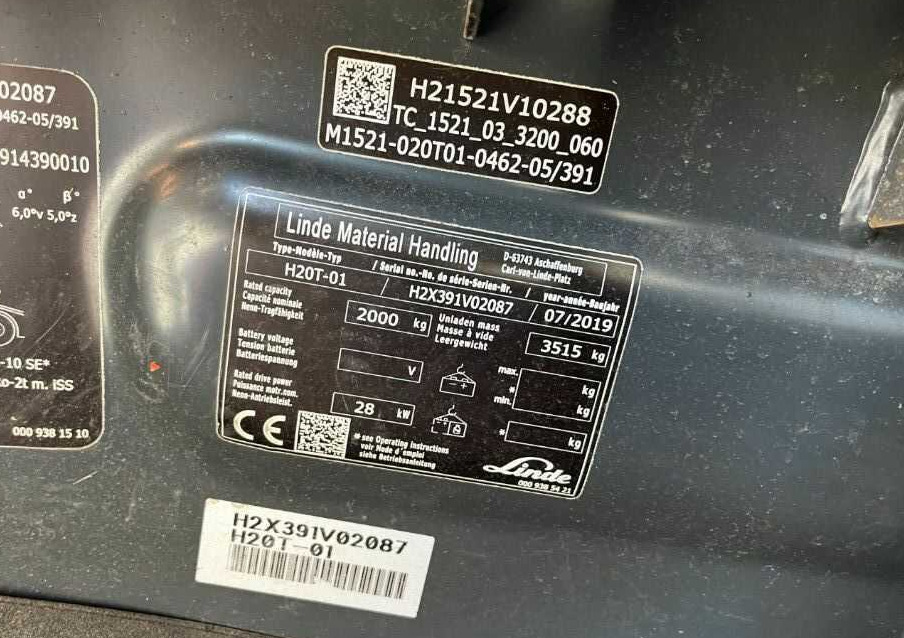 02087
0462-05/391
914390010
α° β°
6,0°v 5,0°z
-10 SE*
to-2t m. iSS
000 938 15 10
H21521V10288
TC_1521_03_3200_060
M1521-020T01-0462-05/391
Linde Material Handling
D-63743 Aschaffenburg
Carl-von-Linde-Platz
Type-Modèle-Typ / Serial no.-No. de série-Serien-Nr. / year-année-Baujahr
H20T-01 / H2X391V02087 / 07/2019
Rated capacity
Capacité nominale
Nenn-Tragfähigkeit
2000 kg
Unladen mass
Masse à vide
Leergewicht
3515 kg
Battery voltage
Tension batterie
Batteriespannung
V
max.
* kg
min.
kg
Rated drive power
Puissance motr.nom.
Nenn-Antriebsleist.
28 kW
* kg
CE
* see Operating Instructions
voir Mode d'emploi
siehe Betriebsanleitung
Linde
000 938 54 21
H2X391V02087
H20T-01